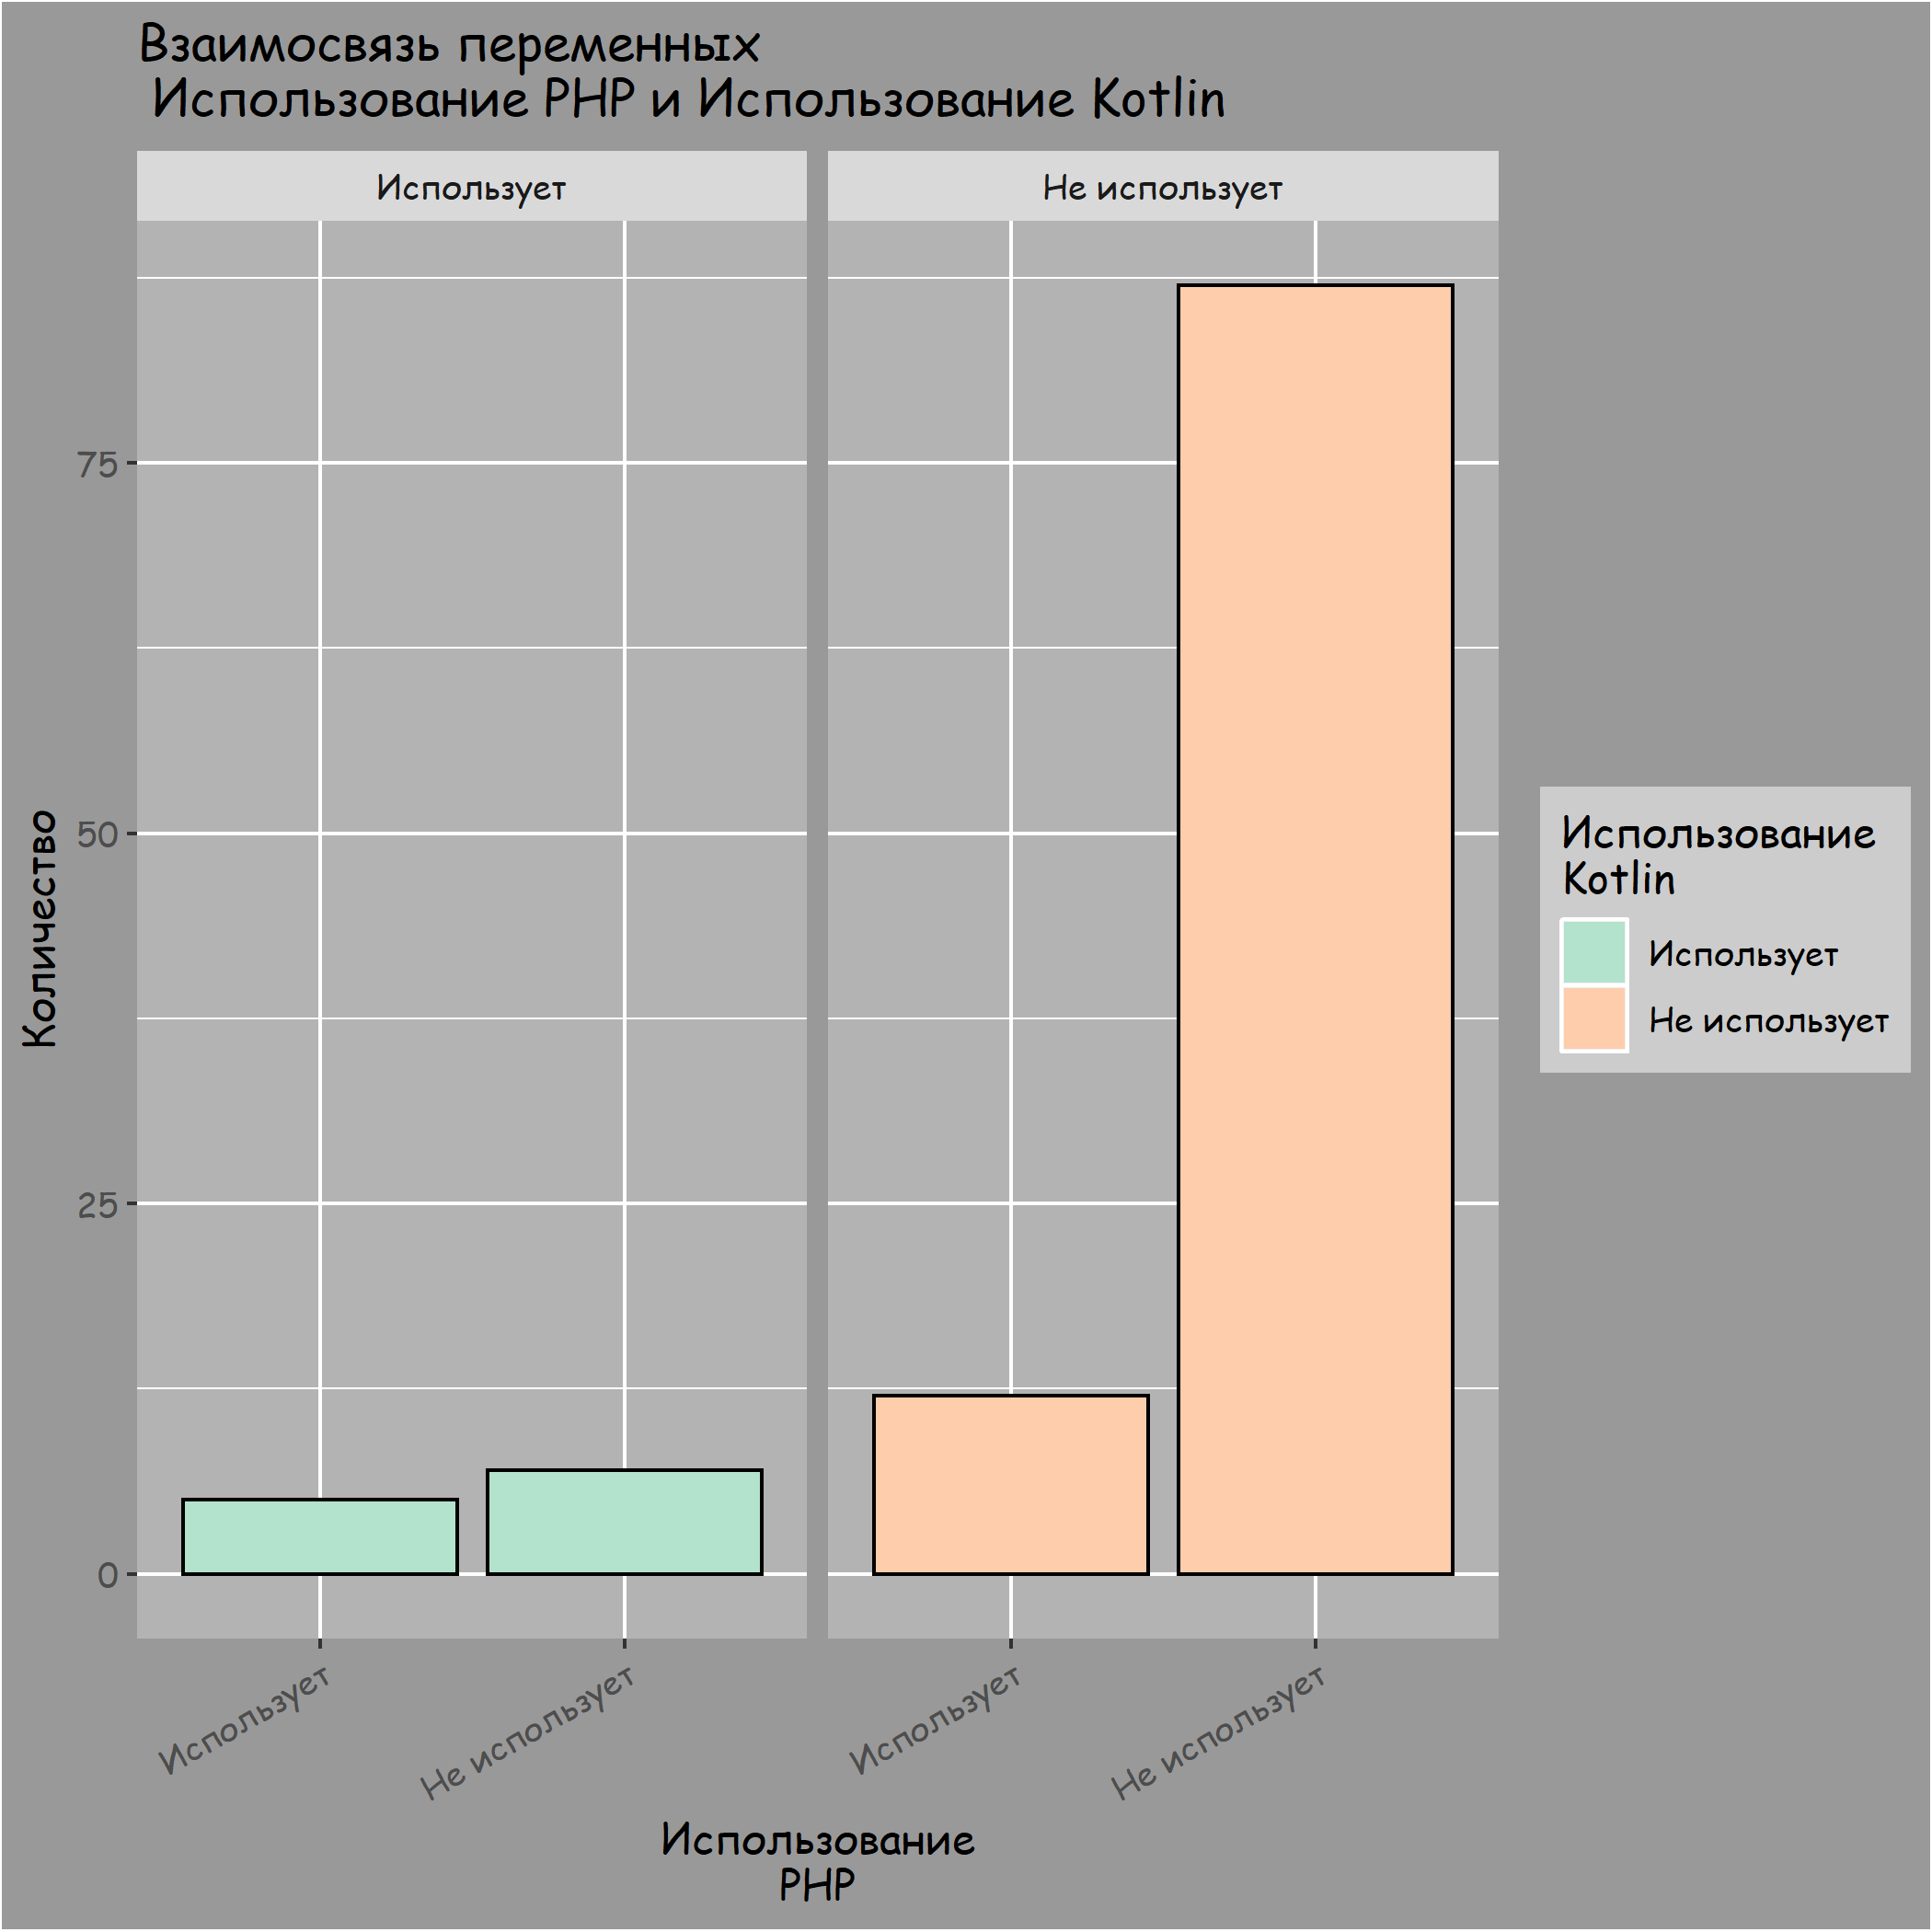 Взаимосвязь переменных
Использование PHP и Использование Kotlin
Использует
Не использует
Количество
75
50
25
0
Использует
Не использует
Использует
Не использует
Использование
PHP
Использование
Kotlin
Использует
Не использует